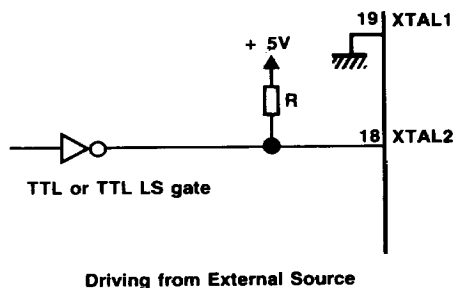 19 XTAL1
+ 5V
R
18 XTAL2
TTL or TTL LS gate
Driving from External Source